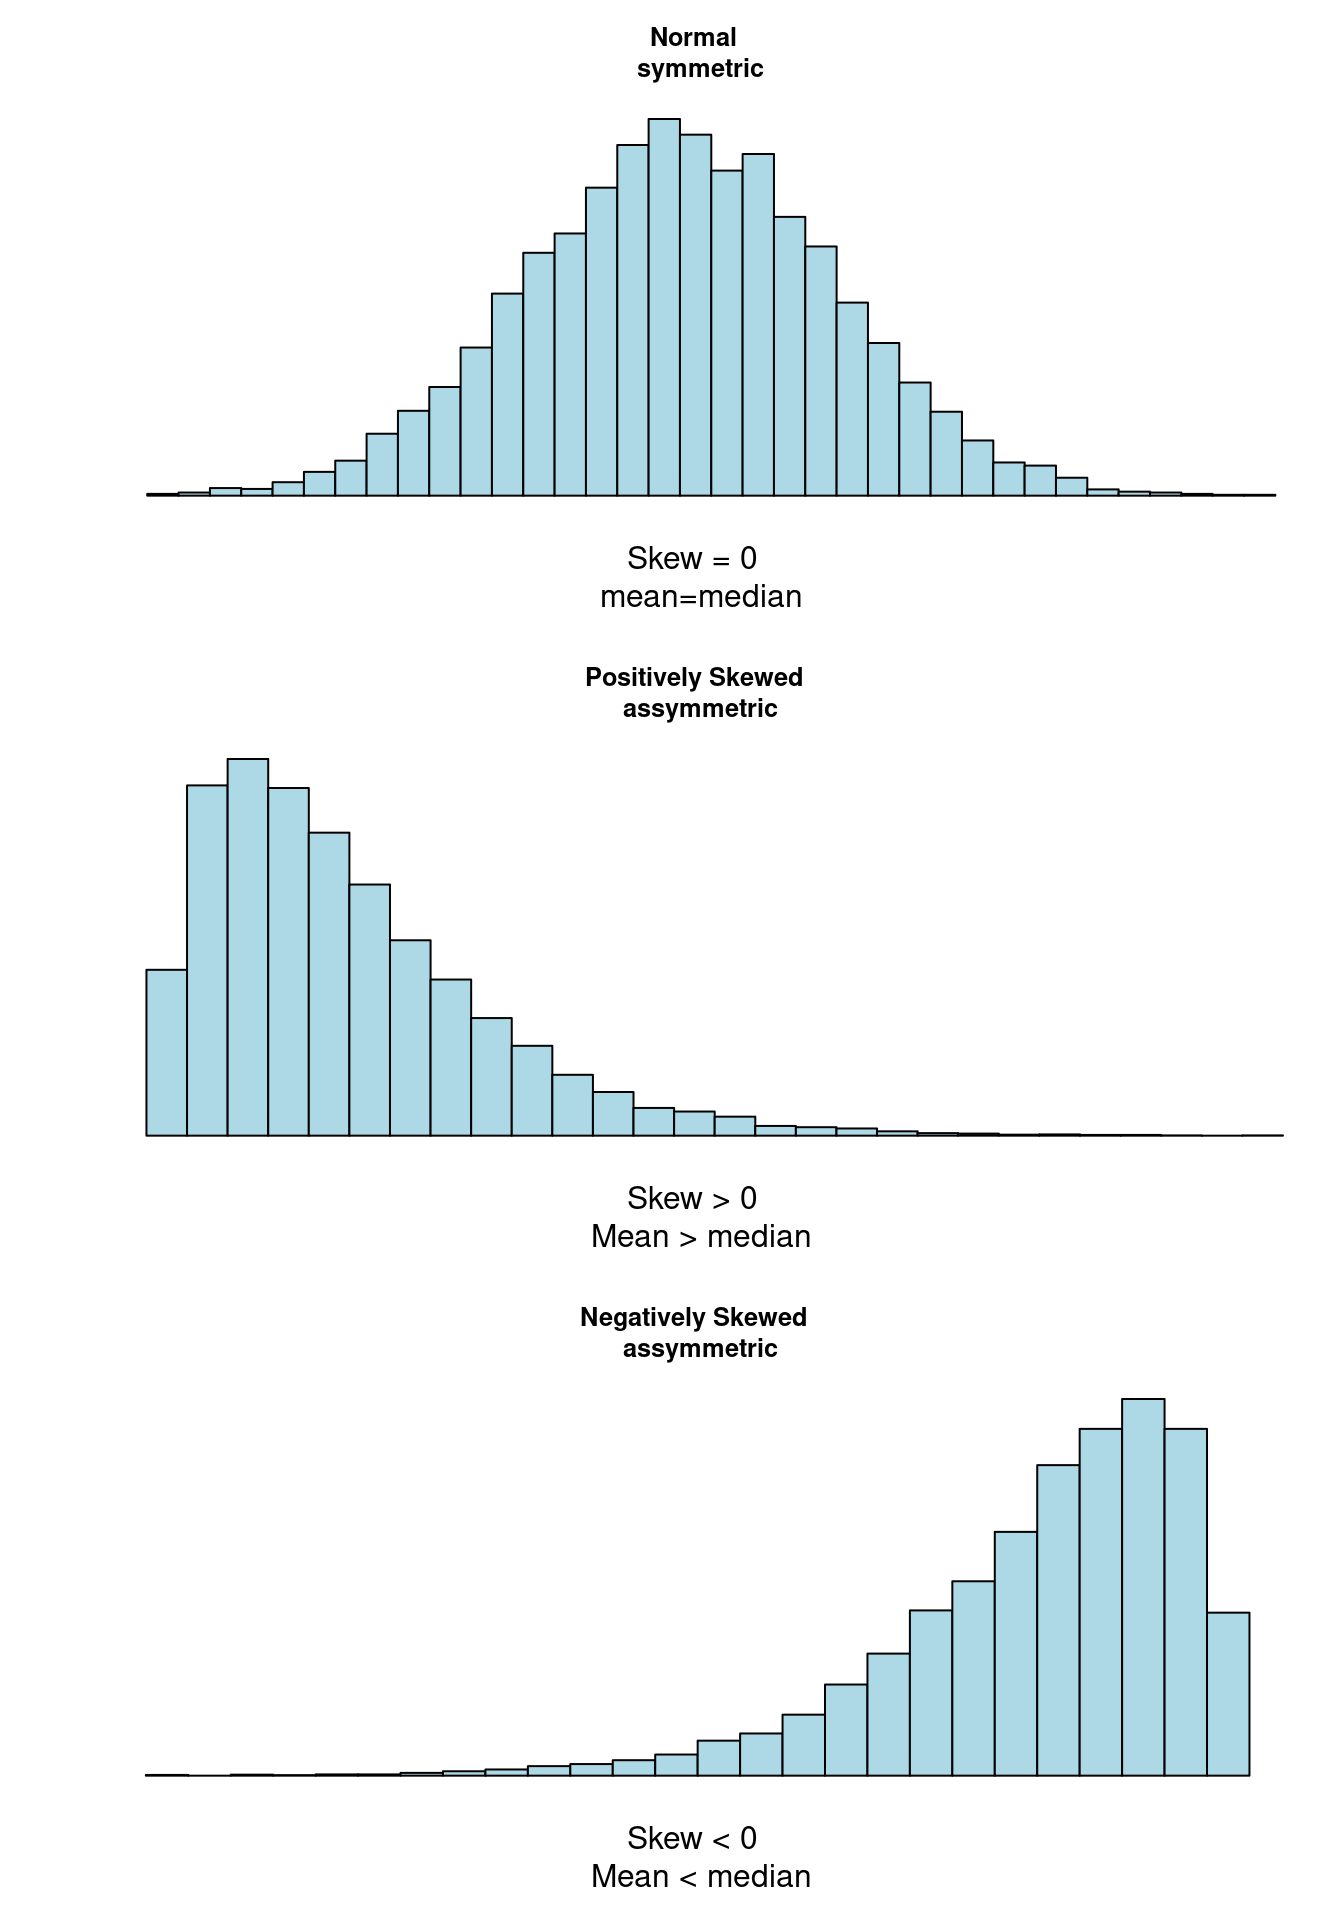 Normal
symmetric
Skew = 0
mean=median
Positively Skewed
assymmetric
Skew > 0
Mean > median
Negatively Skewed
assymmetric
Skew < 0
Mean < median